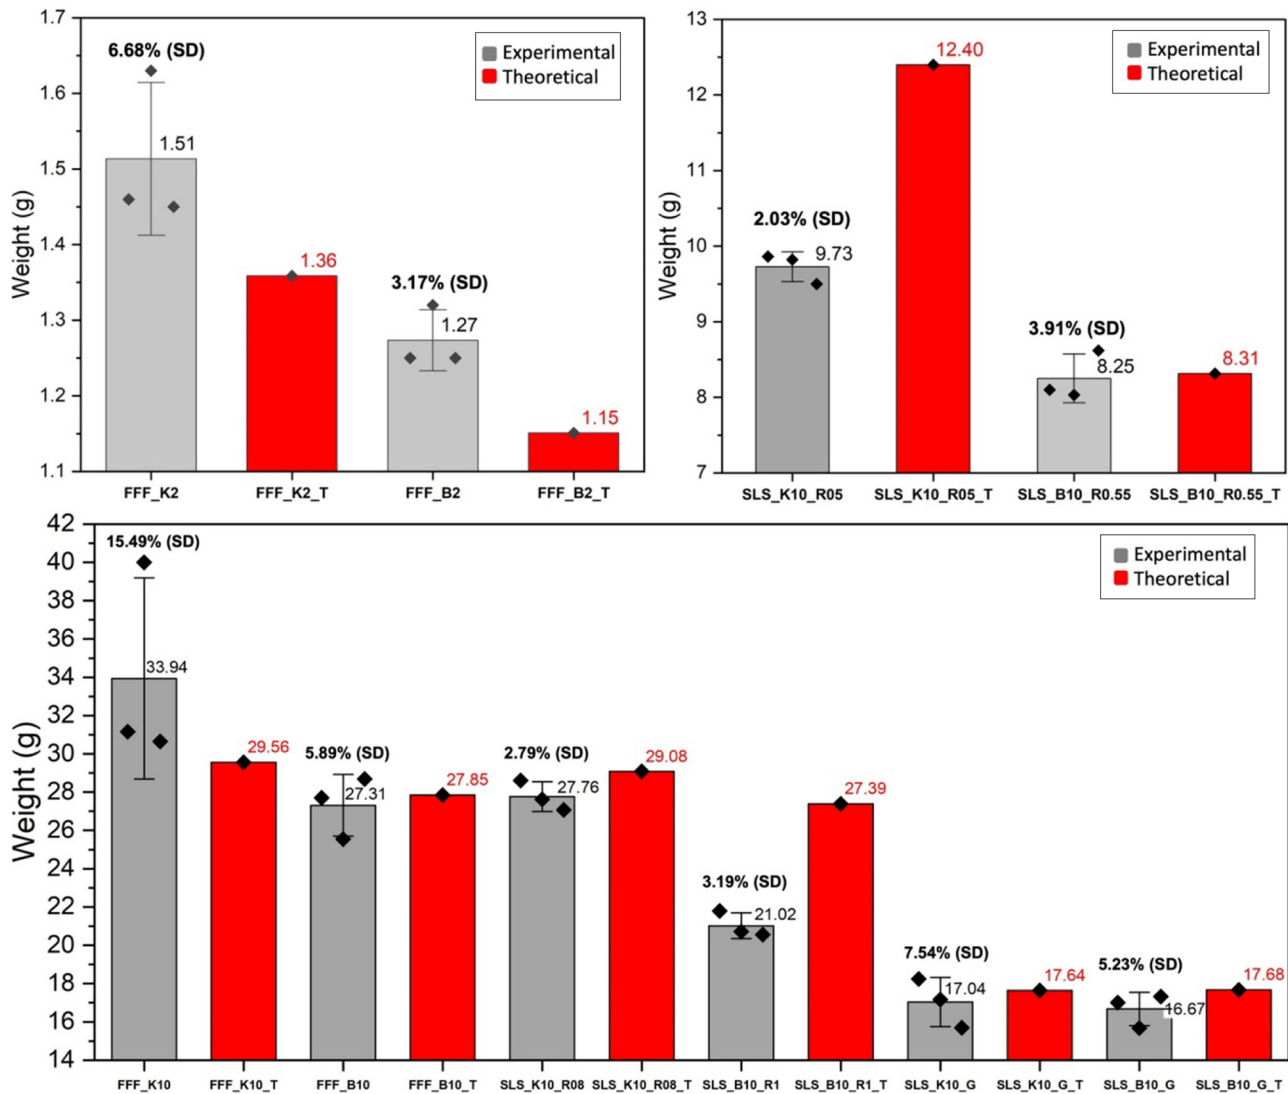 1.7
1.6
1.5
1.4
1.3
1.2
1.1
Weight (g)
6.68% (SD)
1.51
1.36
3.17% (SD)
1.27
1.15
Experimental
Theoretical
FFF_K2
FFF_K2_T
FFF_B2
FFF_B2_T
13
12
11
10
9
8
7
Weight (g)
2.03% (SD)
9.73
12.40
3.91% (SD)
8.25
8.31
Experimental
Theoretical
SLS_K10_R05
SLS_K10_R05_T
SLS_B10_R0.55
SLS_B10_R0.55_T
42
40
38
36
34
32
30
28
26
24
22
20
18
16
14
Weight (g)
15.49% (SD)
33.94
29.56
5.89% (SD)
27.31
27.85
2.79% (SD)
27.76
29.08
3.19% (SD)
21.02
27.39
7.54% (SD)
17.04
17.64
5.23% (SD)
16.67
17.68
Experimental
Theoretical
FFF_K10
FFF_K10_T
FFF_B10
FFF_B10_T
SLS_K10_R08
SLS_K10_R08_T
SLS_B10_R1
SLS_B10_R1_T
SLS_K10_G
SLS_K10_G_T
SLS_B10_G
SLS_B10_G_T